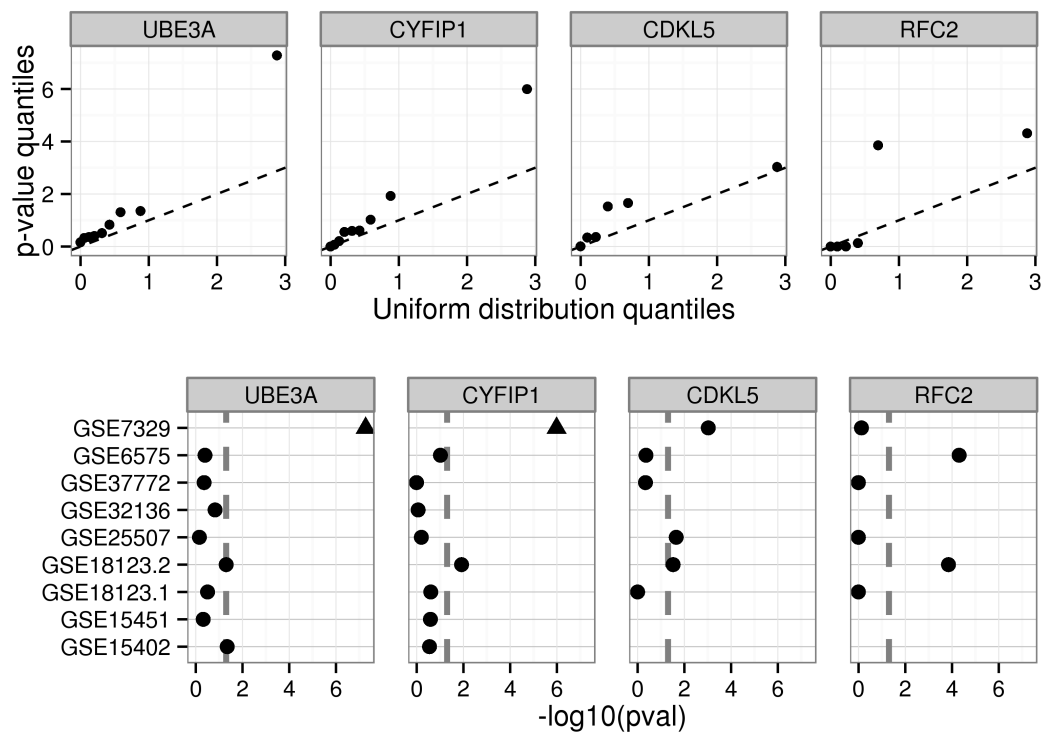 UBE3A CYFIP1 CDKL5 RFC2
p-value quantiles
6
4
2
0
0 1 2 3 0 1 2 3 0 1 2 3 0 1 2 3
Uniform distribution quantiles
UBE3A CYFIP1 CDKL5 RFC2
GSE7329
GSE6575
GSE37772
GSE32136
GSE25507
GSE18123.2
GSE18123.1
GSE15451
GSE15402
0 2 4 6 0 2 4 6 0 2 4 6 0 2 4 6
-log10(pval)